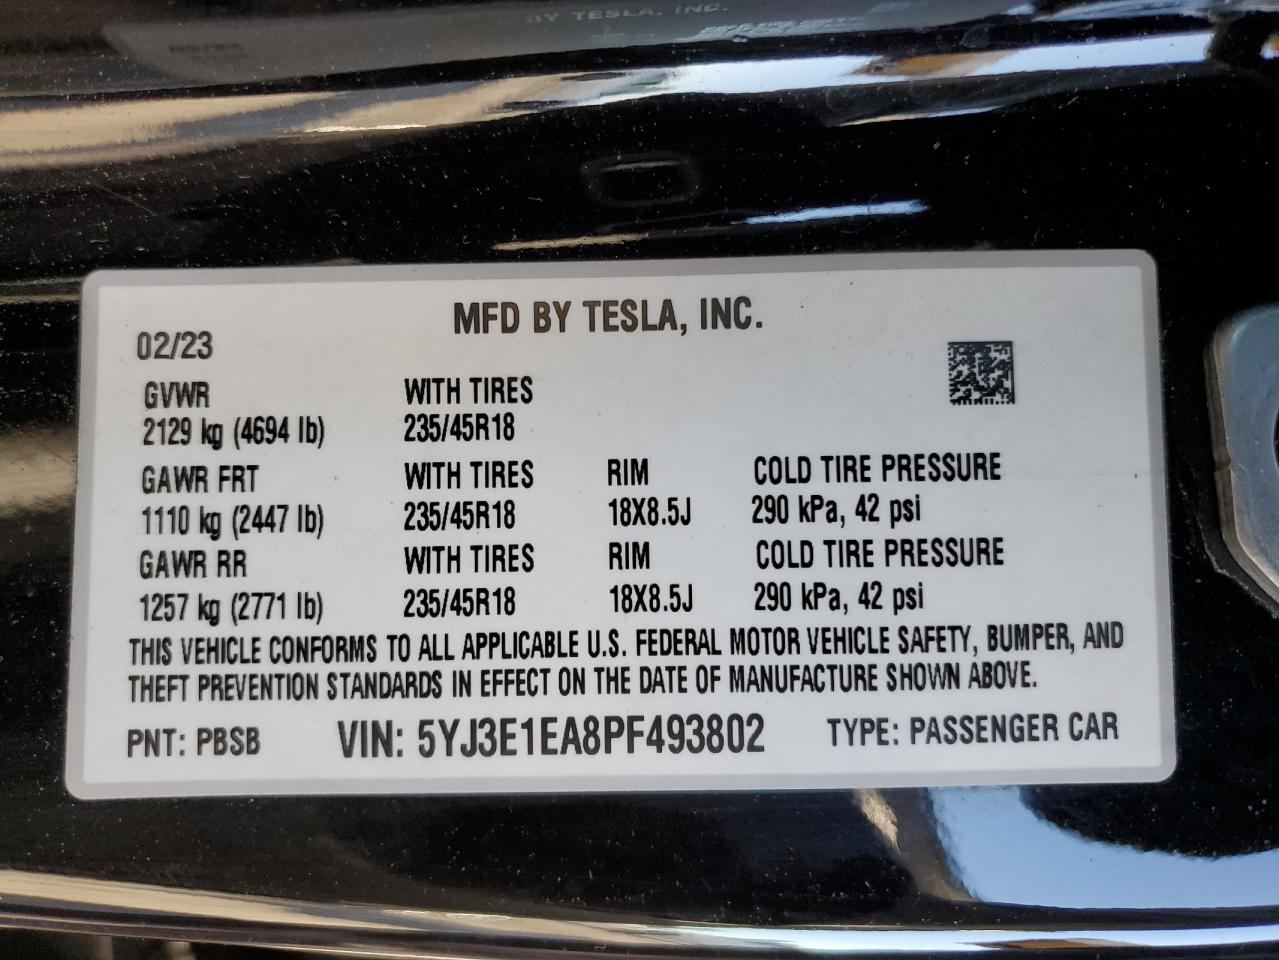 BY TESLA, INC.
MFD BY TESLA, INC.
02/23
GVWR WITH TIRES
2129 kg (4694 lb) 235/45R18
GAWR FRT WITH TIRES RIM COLD TIRE PRESSURE
1110 kg (2447 lb) 235/45R18 18X8.5J 290 kPa, 42 psi
GAWR RR WITH TIRES RIM COLD TIRE PRESSURE
1257 kg (2771 lb) 235/45R18 18X8.5J 290 kPa, 42 psi
THIS VEHICLE CONFORMS TO ALL APPLICABLE U.S. FEDERAL MOTOR VEHICLE SAFETY, BUMPER, AND
THEFT PREVENTION STANDARDS IN EFFECT ON THE DATE OF MANUFACTURE SHOWN ABOVE.
PNT: PBSB VIN: 5YJ3E1EA8PF493802 TYPE: PASSENGER CAR